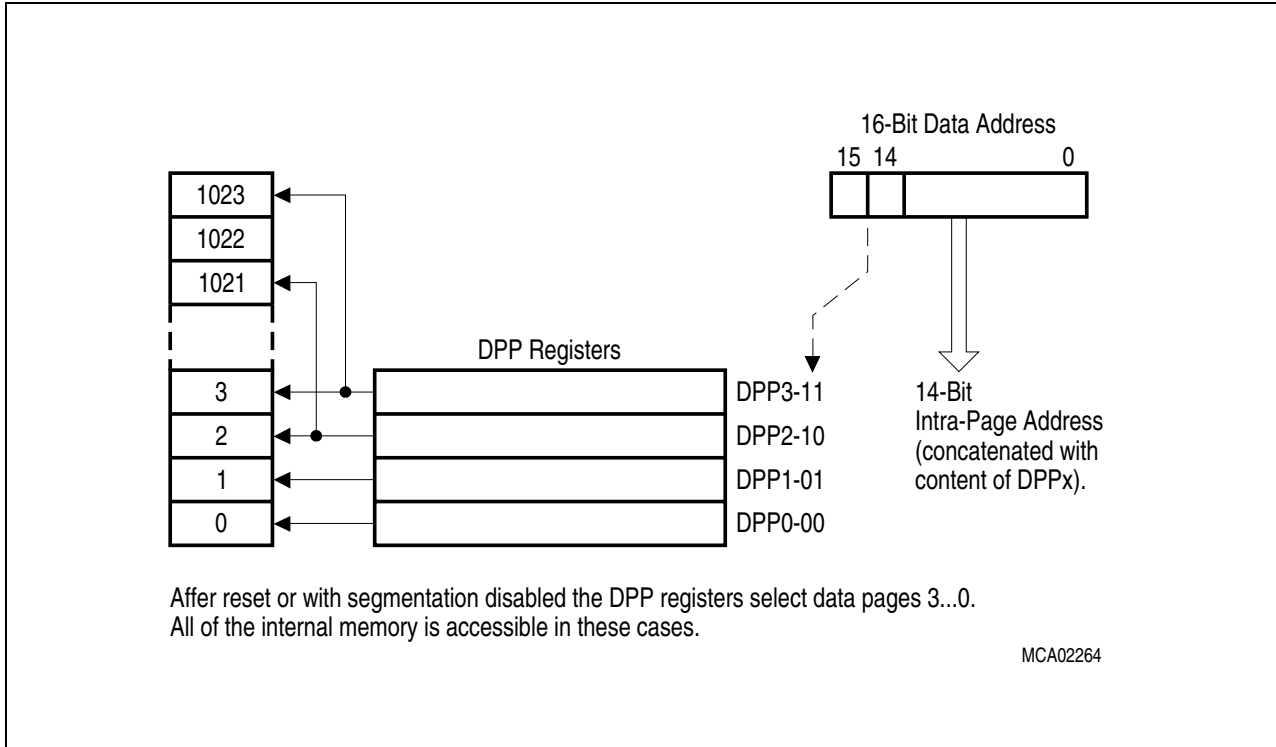 16-Bit Data Address
15 14 0
1023
1022
1021
DPP Registers
3
DPP3-11
2
DPP2-10
1
DPP1-01
0
DPP0-00
14-Bit
Intra-Page Address
(concatenated with
content of DPPx).
Affer reset or with segmentation disabled the DPP registers select data pages 3...0.
All of the internal memory is accessible in these cases.
MCA02264